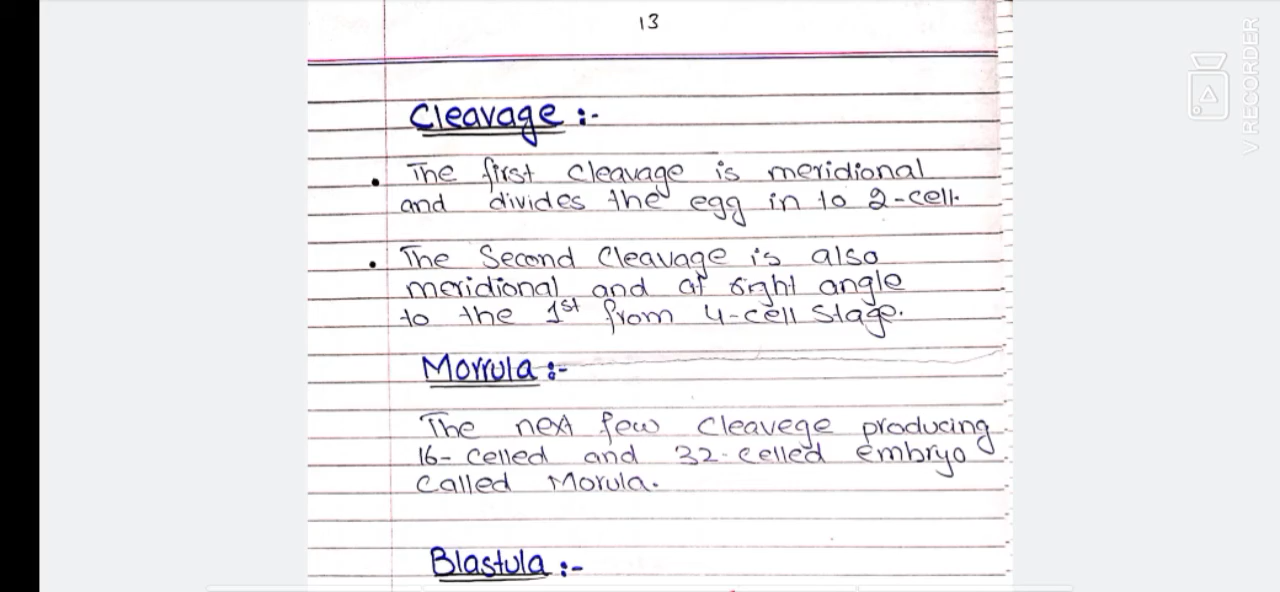 13
Cleavage :-
• The first cleavage is meridional
and divides the egg in to 2-cell.
• The Second Cleavage is also
meridional and at right angle
to the 1st from 4-cell Stage.
Morrula :-
The next few Cleavege producing
16- Celled and 32-celled embryo
Called Morula.
Blastula :-
V RECORDER